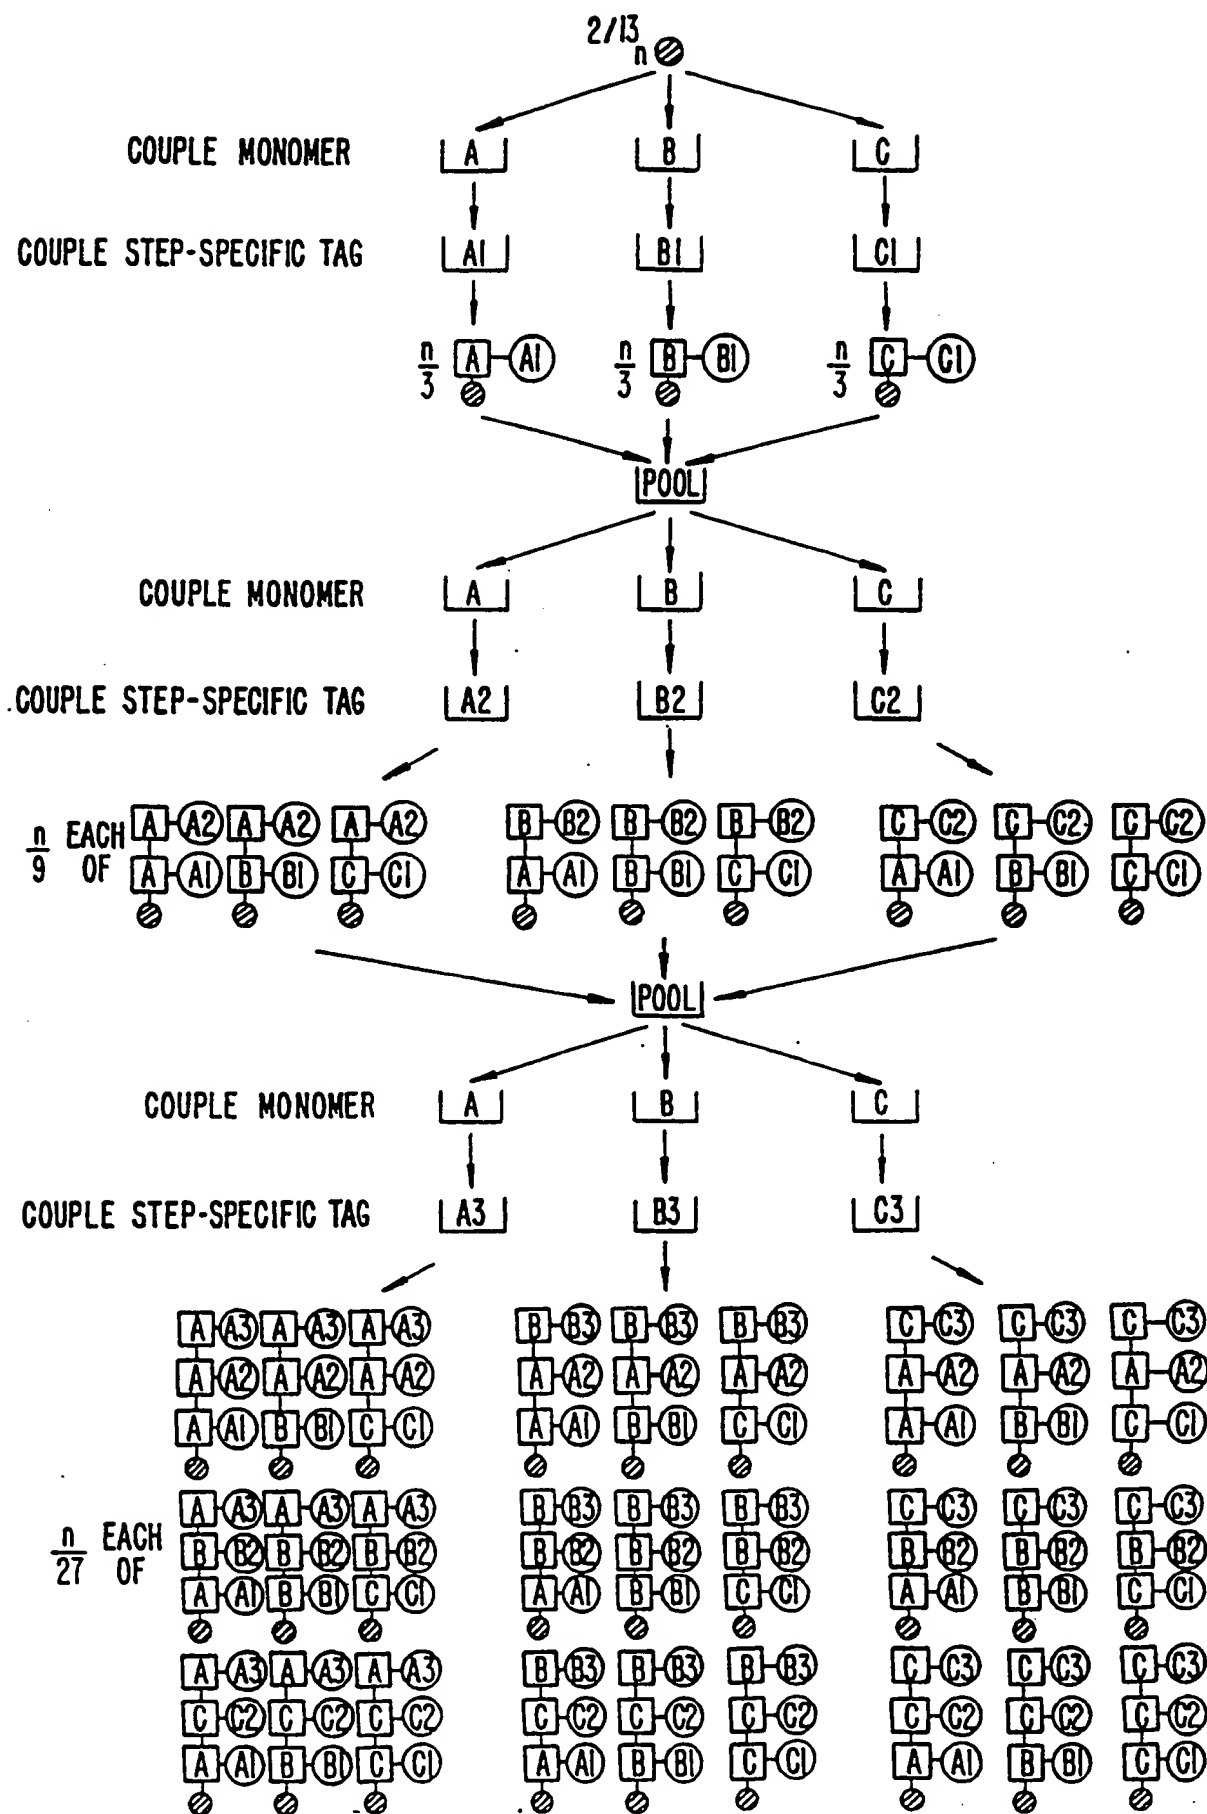 2/13
n
COUPLE MONOMER A B C
COUPLE STEP-SPECIFIC TAG A1 B1 C1
n/3 A A1 n/3 B B1 n/3 C C1
POOL
COUPLE MONOMER A B C
COUPLE STEP-SPECIFIC TAG A2 B2 C2
n/9 EACH OF
A A2 A A2 A A2 B B2 B B2 B B2 C C2 C C2 C C2
A A1 B B1 C C1 A A1 B B1 C C1 A A1 B B1 C C1
POOL
COUPLE MONOMER A B C
COUPLE STEP-SPECIFIC TAG A3 B3 C3
A A3 A A3 A A3 B B3 B B3 B B3 C C3 C C3 C C3
A A2 A A2 A A2 A A2 A A2 A A2 A A2 A A2 A A2
A A1 B B1 C C1 A A1 B B1 C C1 A A1 B B1 C C1
n/27 EACH OF
A A3 A A3 A A3 B B3 B B3 B B3 C C3 C C3 C C3
B B2 B B2 B B2 B B2 B B2 B B2 B B2 B B2 B B2
A A1 B B1 C C1 A A1 B B1 C C1 A A1 B B1 C C1
A A3 A A3 A A3 B B3 B B3 B B3 C C3 C C3 C C3
C C2 C C2 C C2 C C2 C C2 C C2 C C2 C C2 C C2
A A1 B B1 C C1 A A1 B B1 C C1 A A1 B B1 C C1